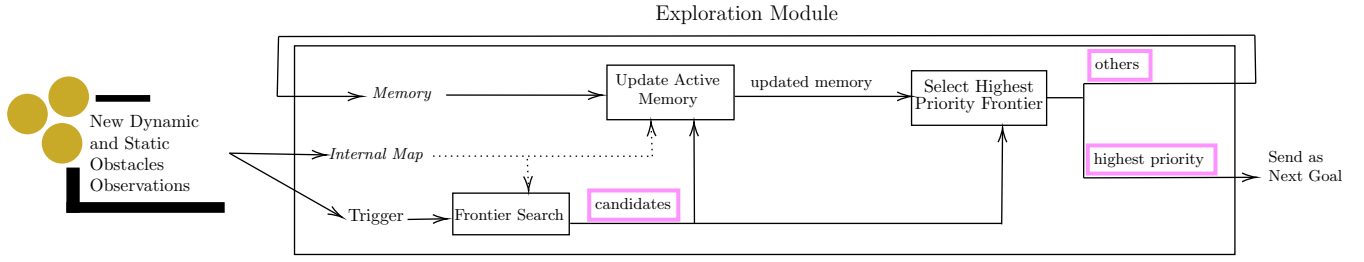 Exploration Module
others
Update Active
Memory
updated memory
Select Highest
Priority Frontier
Memory
New Dynamic
and Static
Obstacles
Observations
Internal Map
highest priority
Send as
Next Goal
Trigger
Frontier Search
candidates